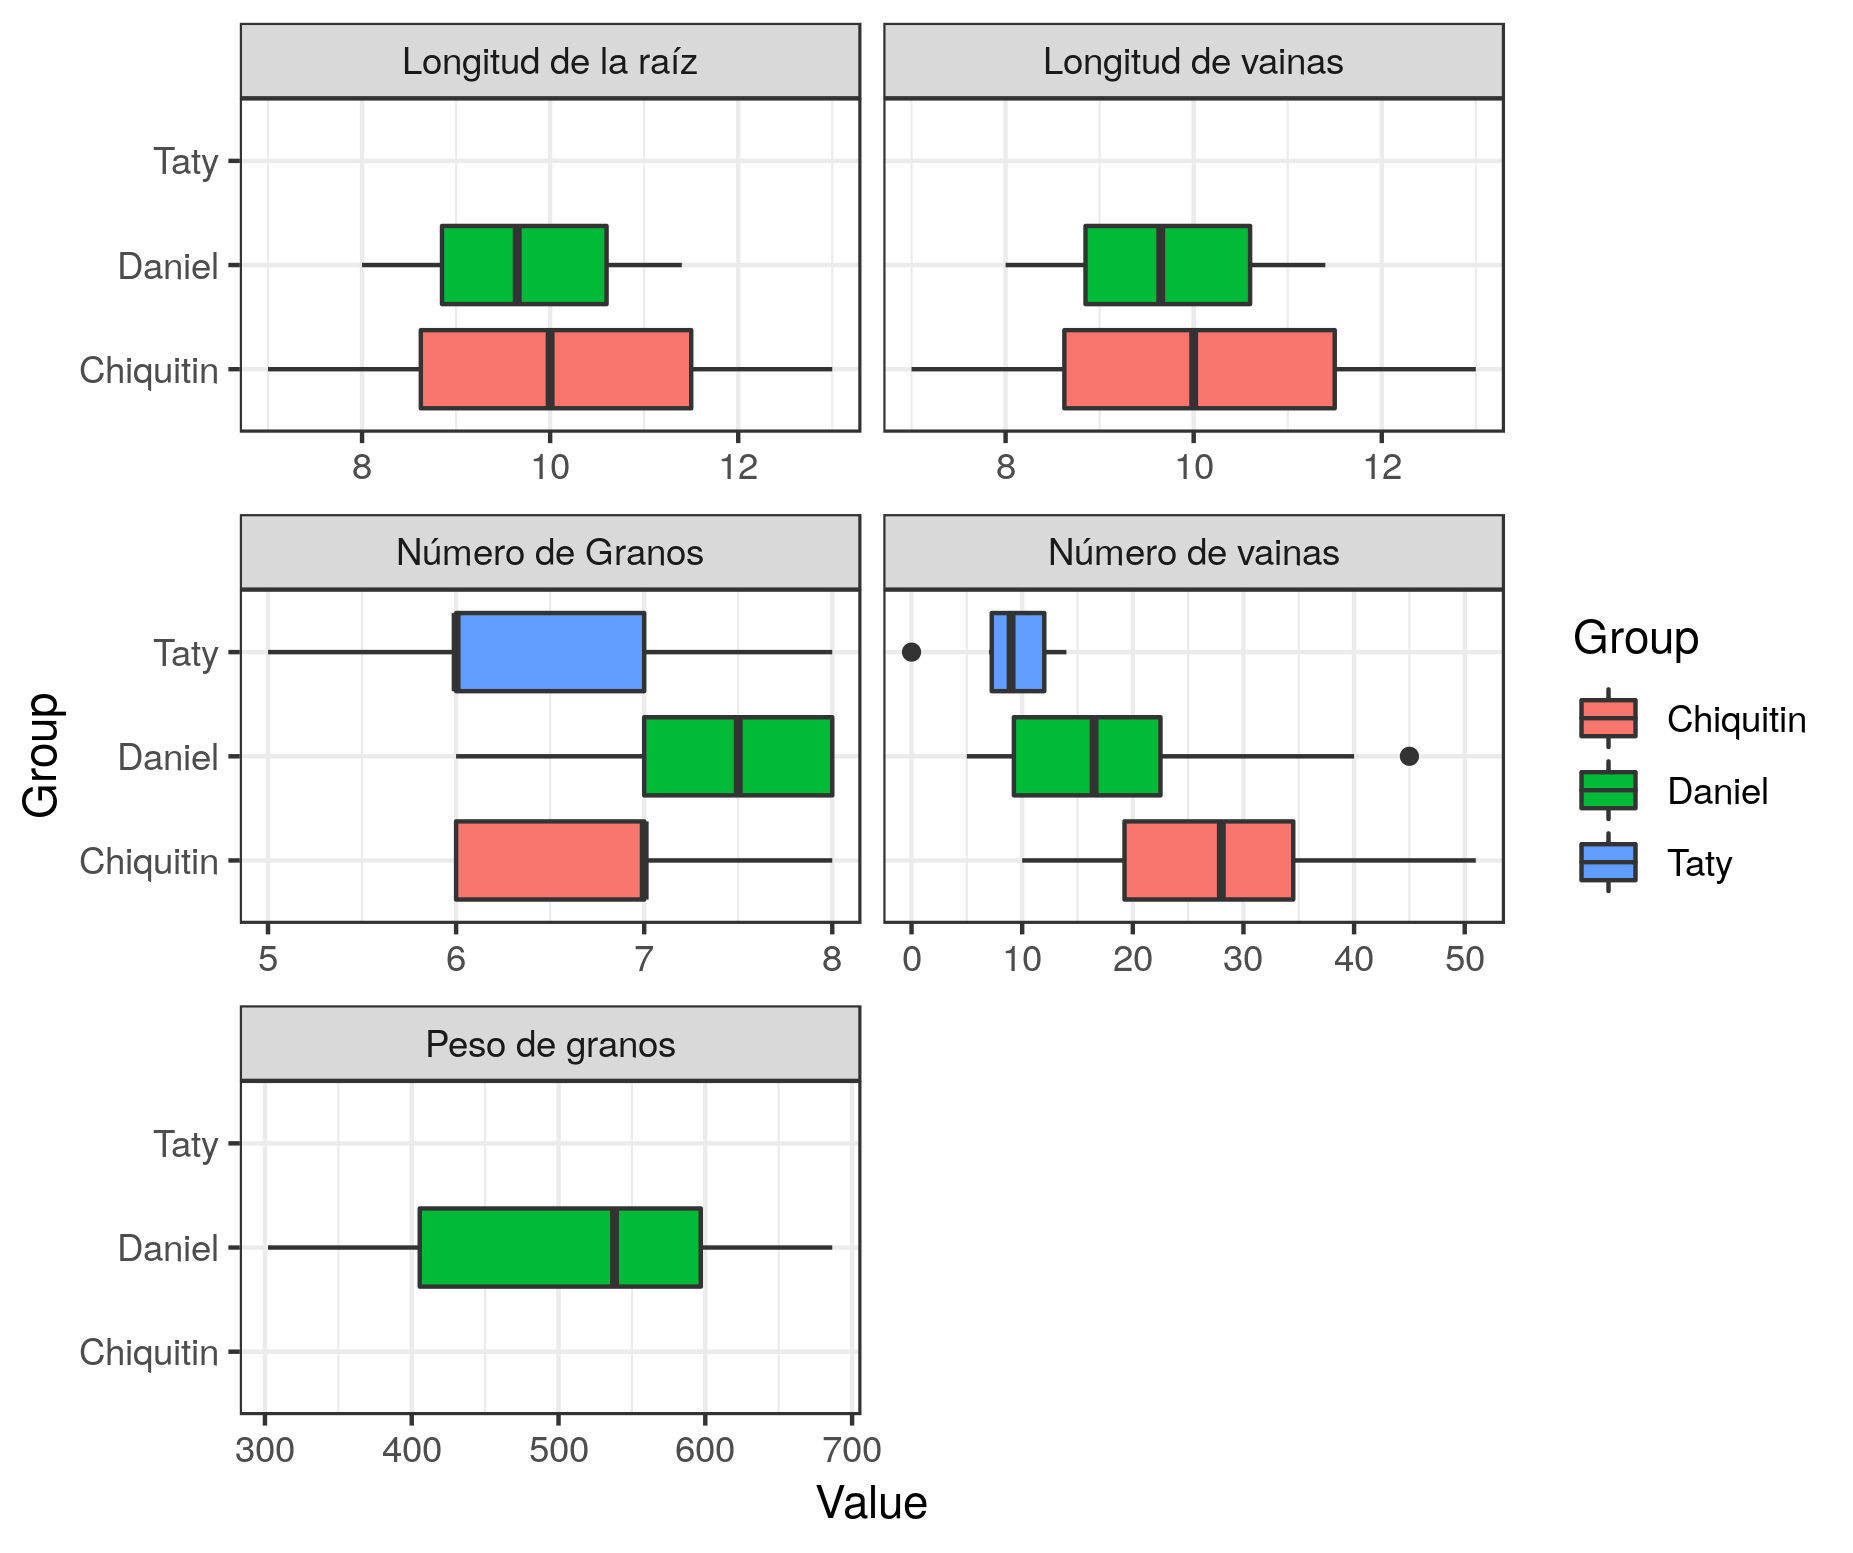 Longitud de la raíz
Longitud de vainas
Taty
Daniel
Chiquitin
8 10 12
8 10 12
Número de Granos
Número de vainas
Taty
Daniel
Chiquitin
5 6 7 8
0 10 20 30 40 50
Peso de granos
Taty
Daniel
Chiquitin
300 400 500 600 700
Value
Group
Group
Chiquitin
Daniel
Taty